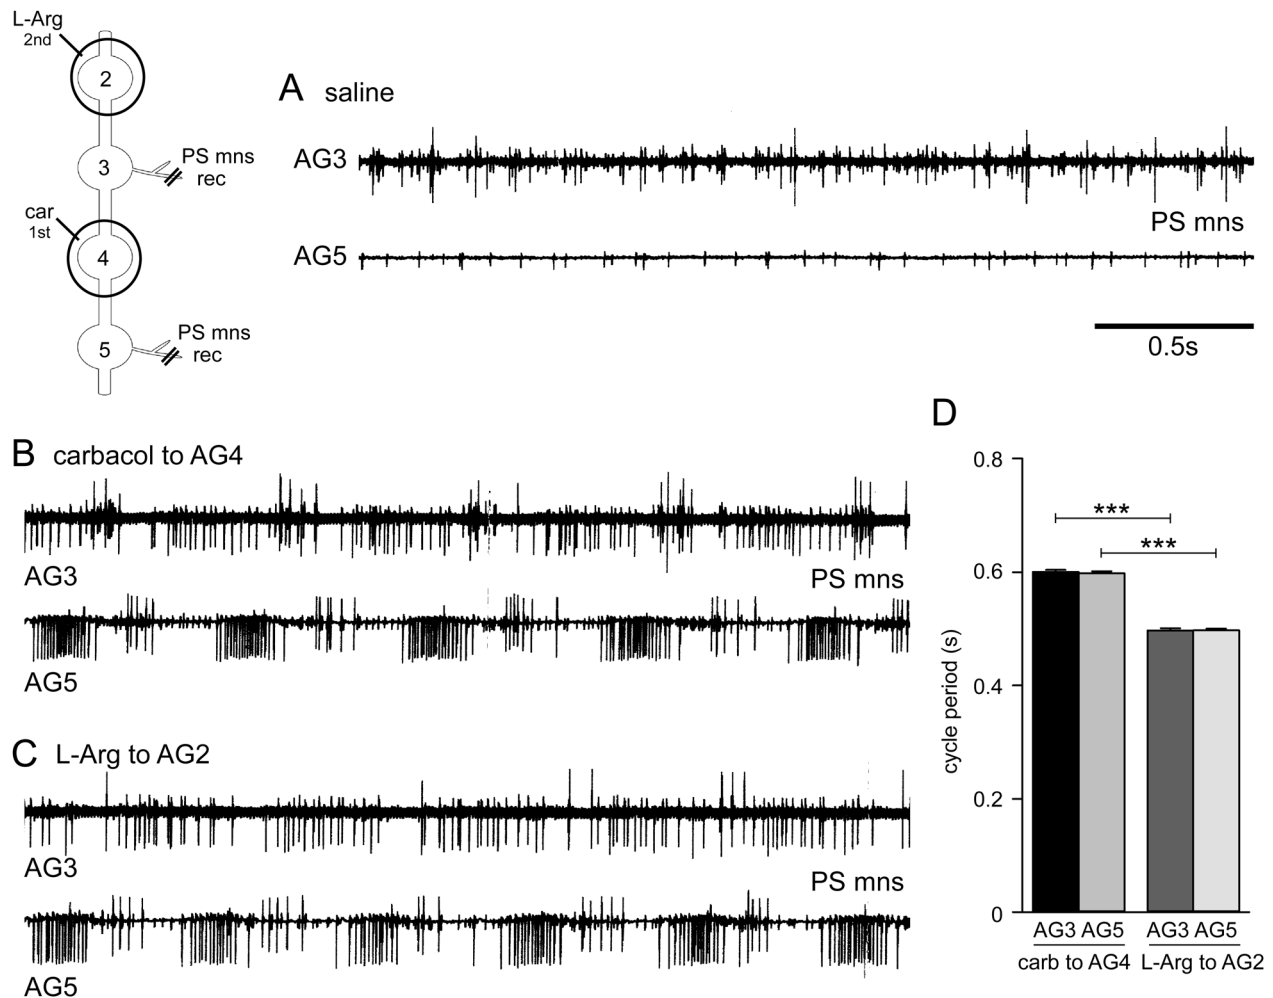 L-Arg
2nd
2
3
PS mns
rec
car
1st
4
5
PS mns
rec
A saline
AG3
PS mns
AG5
0.5s
B carbacol to AG4
AG3
PS mns
AG5
C L-Arg to AG2
AG3
PS mns
AG5
D
cycle period (s)
0.8
0.6
0.4
0.2
0
***
***
AG3 AG5 AG3 AG5
carb to AG4 L-Arg to AG2